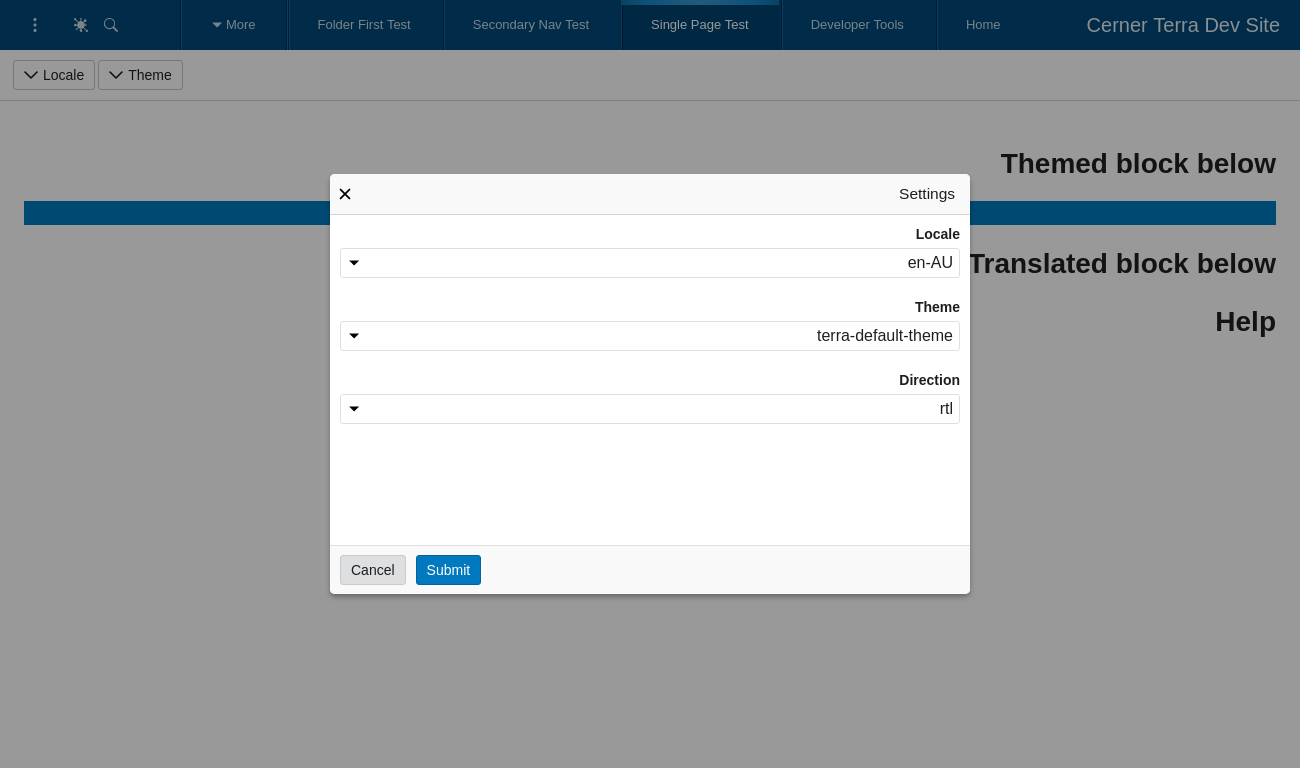 Cerner Terra Dev Site
Home
Developer Tools
Single Page Test
Secondary Nav Test
Folder First Test
More
Locale
Theme
Themed block below
Translated block below
Help
Settings
Locale
en-AU
Theme
terra-default-theme
Direction
rtl
Cancel
Submit